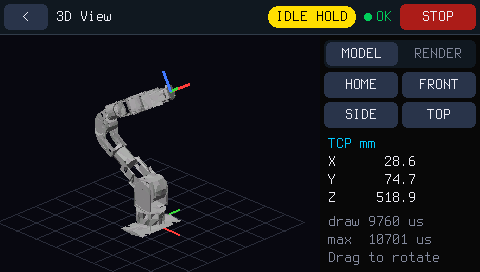 < 3D View IDLE HOLD OK STOP
MODEL RENDER
HOME FRONT
SIDE TOP
TCP mm
X 28.6
Y 74.7
Z 518.9
draw 9760 us
max 10701 us
Drag to rotate